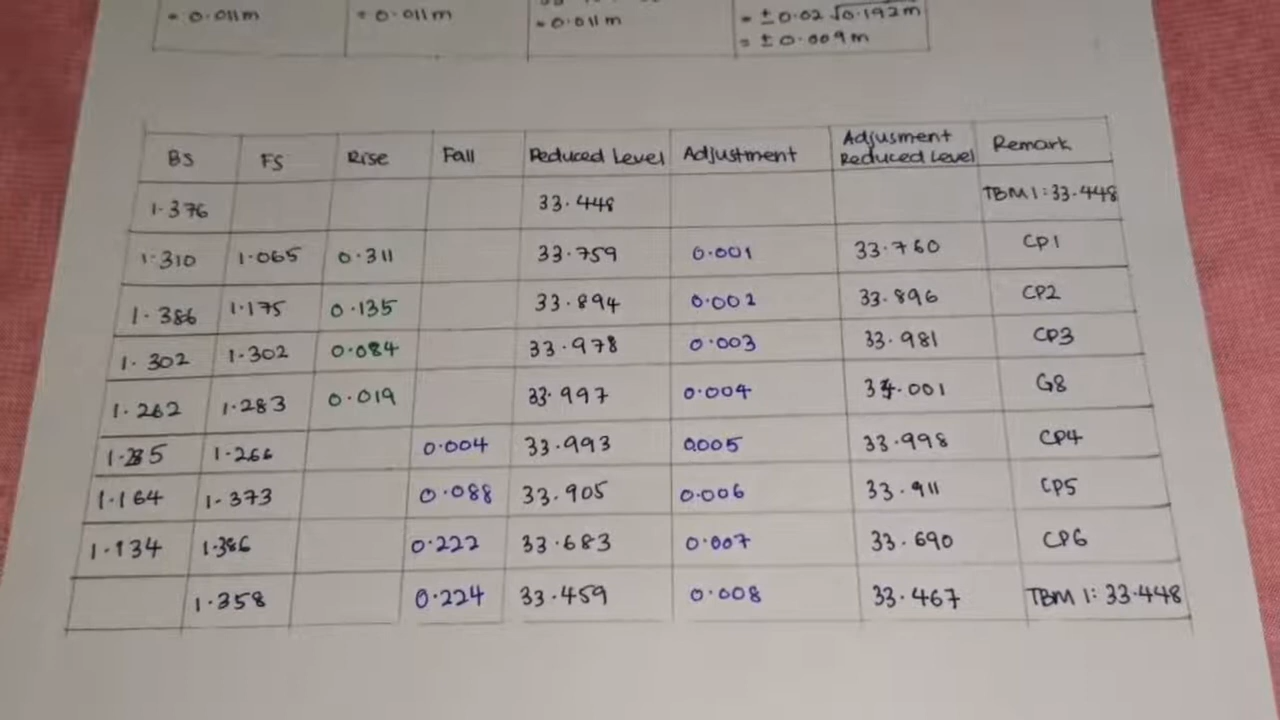 = 0.011m = 0.011m = 0.011m = ± 0.02 √0.192m
= ± 0.009m
BS FS Rise Fall Reduced Level Adjustment Adjusment Reduced Level Remark
1.376 33.448 TBM 1: 33.448
1.310 1.065 0.311 33.759 0.001 33.760 CP1
1.386 1.175 0.135 33.894 0.002 33.896 CP2
1.302 1.302 0.084 33.978 0.003 33.981 CP3
1.262 1.283 0.019 33.997 0.004 34.001 G8
1.285 1.266 0.004 33.993 0.005 33.998 CP4
1.164 1.373 0.088 33.905 0.006 33.911 CP5
1.134 1.386 0.222 33.683 0.007 33.690 CP6
1.358 0.224 33.459 0.008 33.467 TBM 1: 33.448